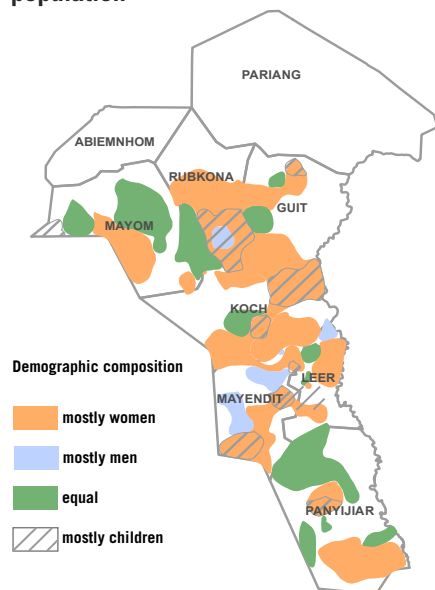 population
PARIANG
ABIEMNHOM
RUBKONA
GUIT
MAYOM
KOCH
Demographic composition
LEER
MAYENDIT
mostly women
mostly men
equal
PANYIJIAR
mostly children